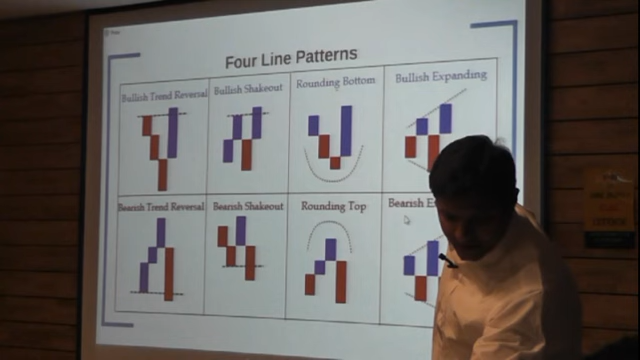 Four Line Patterns
Bullish Trend Reversal
Bullish Shakeout
Rounding Bottom
Bullish Expanding
Bearish Trend Reversal
Bearish Shakeout
Rounding Top
Bearish